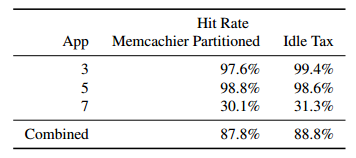 Hit Rate
App Memcachier Partitioned Idle Tax
3 97.6% 99.4%
5 98.8% 98.6%
7 30.1% 31.3%
Combined 87.8% 88.8%